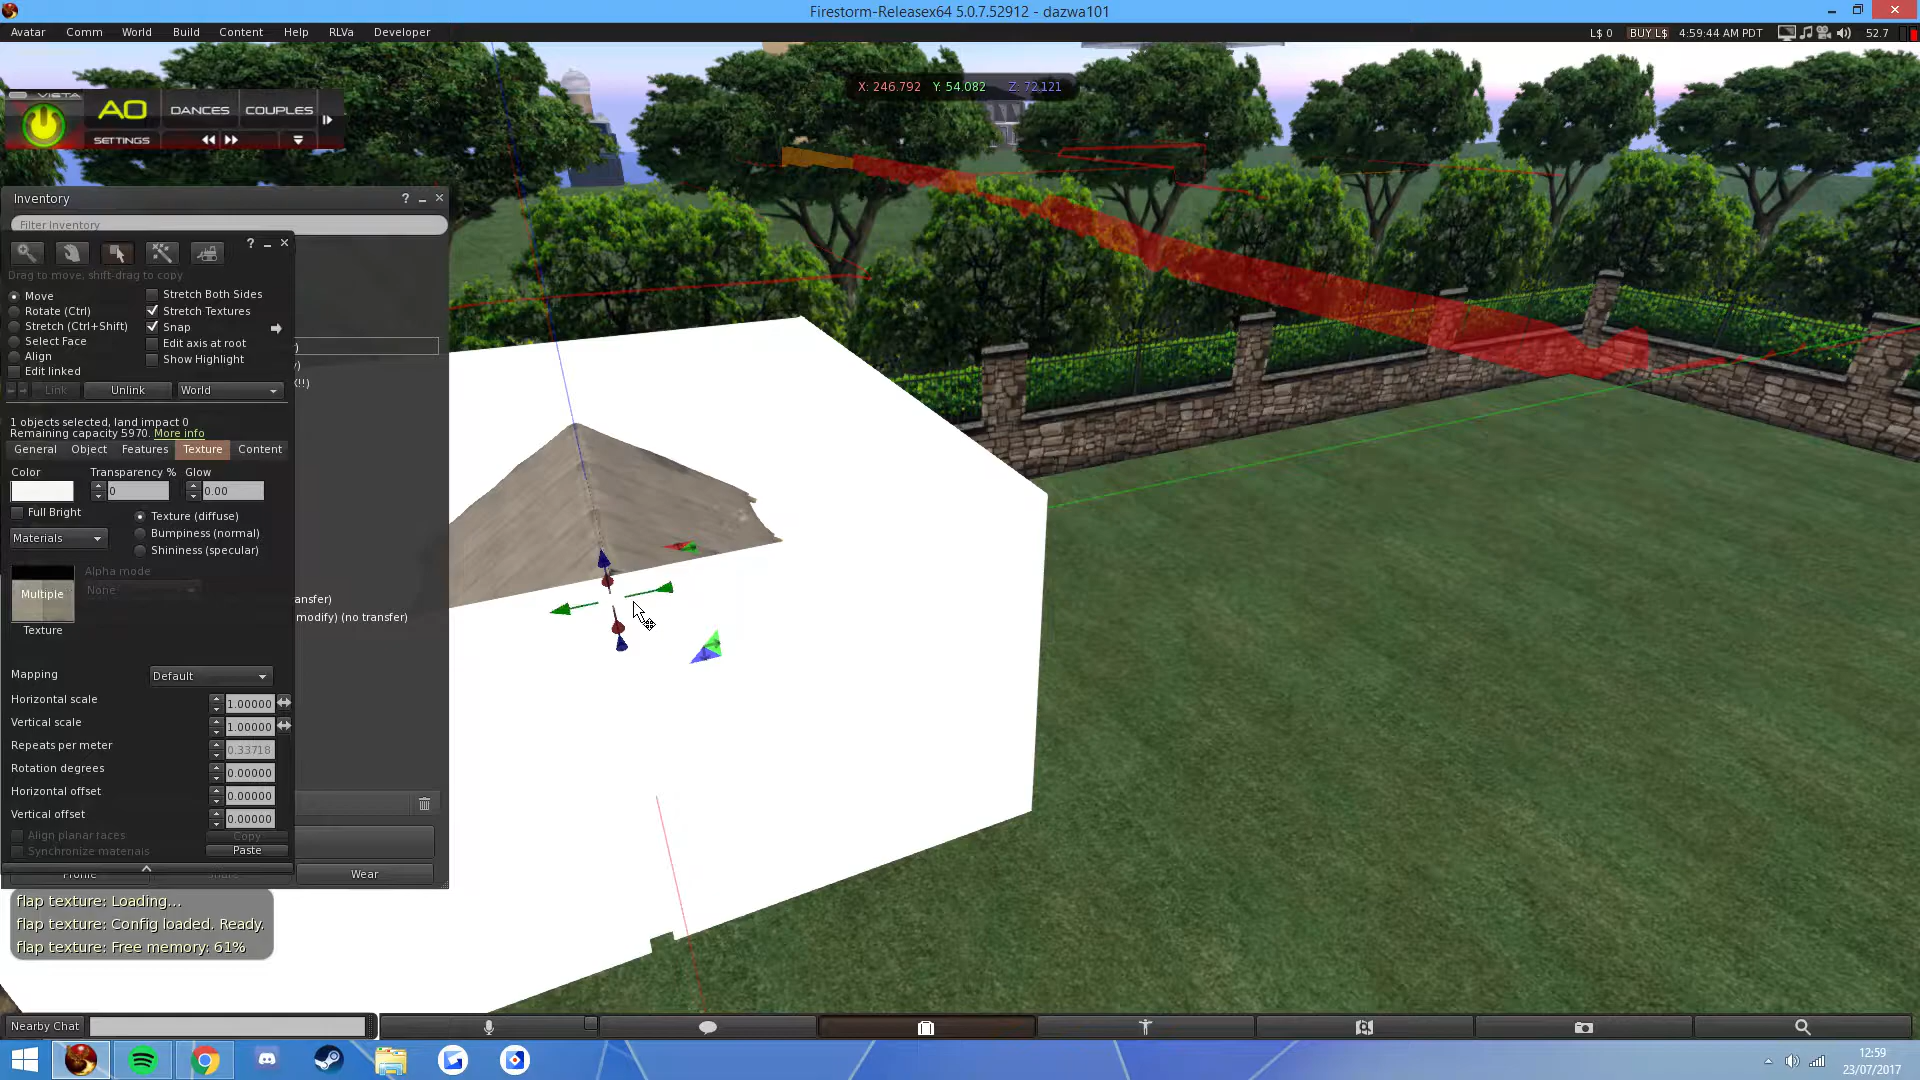 Firestorm-Releasex64 5.0.7.52912 - dazwa101
Avatar Comm World Build Content Help RLVa Developer
L$ 0 BUY L$ 4:59:44 AM PDT 52.7
X: 246.792 Y: 54.082 Z: 72.121
VISTA
AO DANCES COUPLES
SETTINGS
Inventory
Filter Inventory
Drag to move, shift-drag to copy
Move
Rotate (Ctrl)
Stretch (Ctrl+Shift)
Select Face
Align
Edit linked
Stretch Both Sides
Stretch Textures
Snap
Edit axis at root
Show Highlight
Link Unlink World
1 objects selected, land impact 0
Remaining capacity 5970. More info
General Object Features Texture Content
Color Transparency % Glow
0 0.00
Full Bright
Materials
Texture (diffuse)
Bumpiness (normal)
Shininess (specular)
Alpha mode
None
Multiple
Texture
Mapping Default
Horizontal scale 1.00000
Vertical scale 1.00000
Repeats per meter 0.33718
Rotation degrees 0.00000
Horizontal offset 0.00000
Vertical offset 0.00000
Align planar faces Copy
Synchronize materials Paste
)
)
K!!)
ansfer)
modify) (no transfer)
Profile Share Wear
flap texture: Loading...
flap texture: Config loaded. Ready.
flap texture: Free memory: 61%
Nearby Chat
12:59
23/07/2017